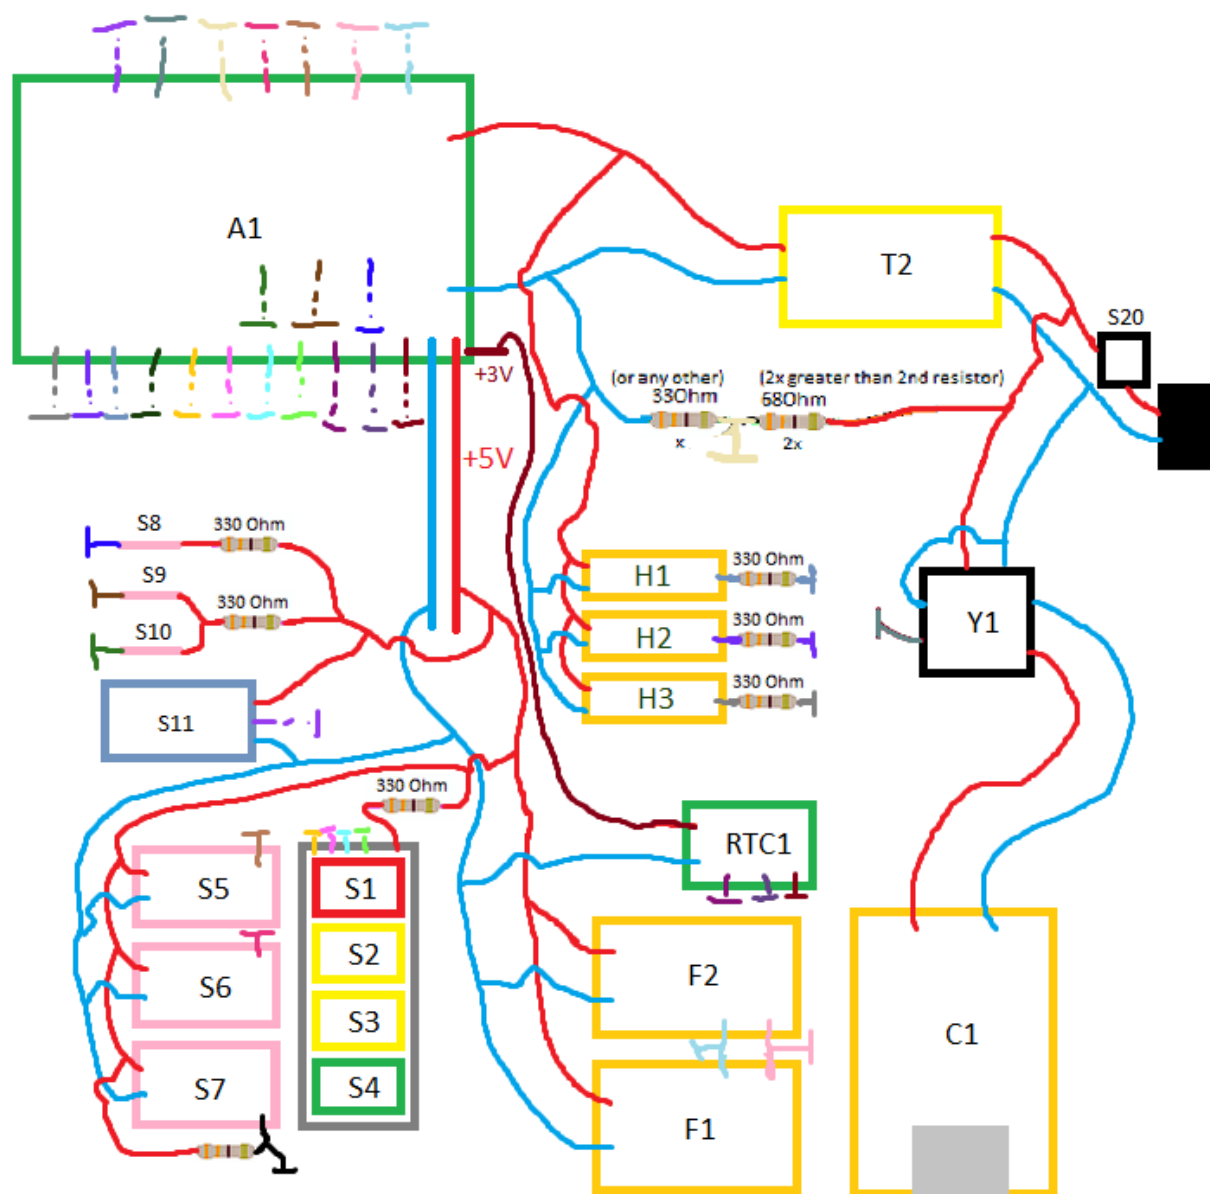 A1
T2
S20
+3V
(or any other)
33Ohm
x
(2x greater than 2nd resistor)
68Ohm
2x
+5V
S8
330 Ohm
S9
330 Ohm
S10
H1
330 Ohm
H2
330 Ohm
H3
330 Ohm
Y1
S11
330 Ohm
RTC1
S5
S1
S2
S6
S3
S7
S4
F2
F1
C1